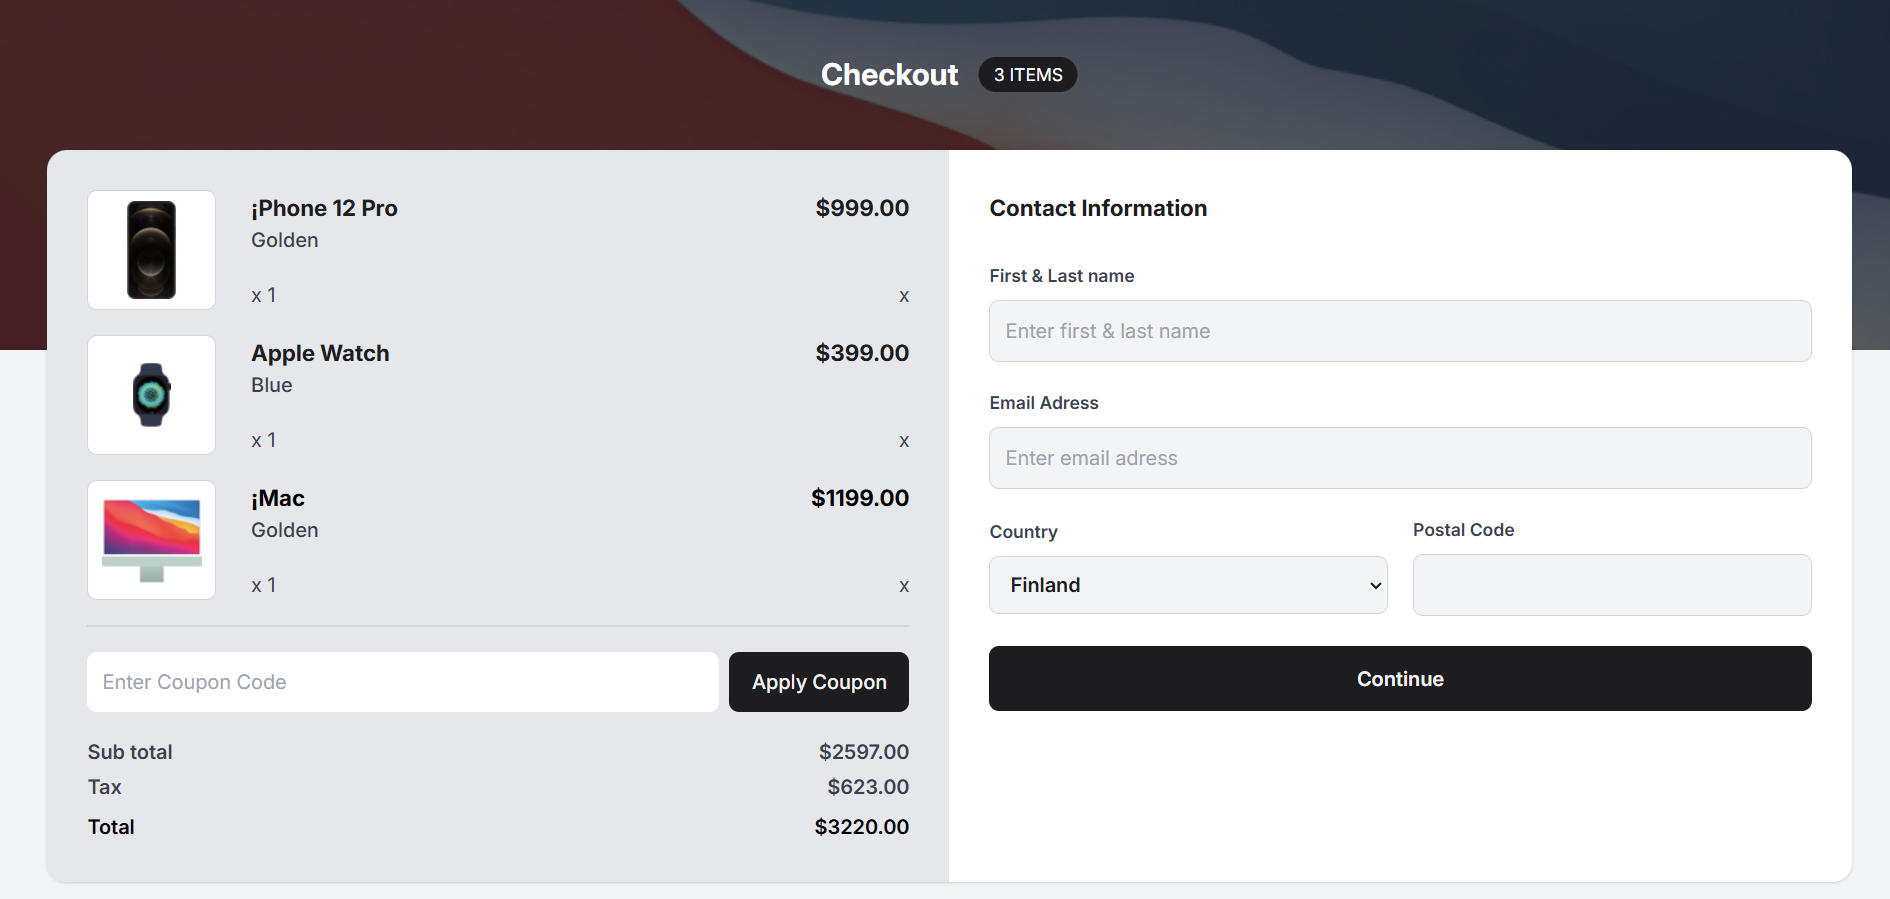 Checkout 3 ITEMS
¡Phone 12 Pro $999.00
Golden
x 1 x
Apple Watch $399.00
Blue
x 1 x
¡Mac $1199.00
Golden
x 1 x
Enter Coupon Code Apply Coupon
Sub total $2597.00
Tax $623.00
Total $3220.00
Contact Information
First & Last name
Enter first & last name
Email Adress
Enter email adress
Country Postal Code
Finland
Continue